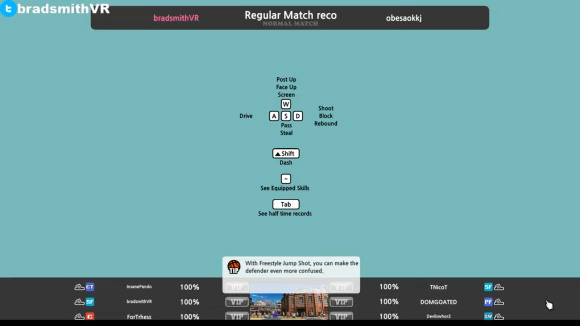 bradsmithVR
bradsmithVR
Regular Match reco
obesaokkj
NORMAL MATCH
Post Up
Face Up
Screen
W
Drive
A S D
Shoot
Block
Rebound
Pass
Steal
Shift
Dash
~
See Equipped Skills
Tab
See half time records
TIP
With Freestyle Jump Shot, you can make the
defender even more confused.
CT InsanePanda 100% VIP
VIP 100% TNicoT SF
SF bradsmithVR 100% VIP
VIP 100% DOMGOATED PF
C FarTrhess 100% VIP
VIP 100%